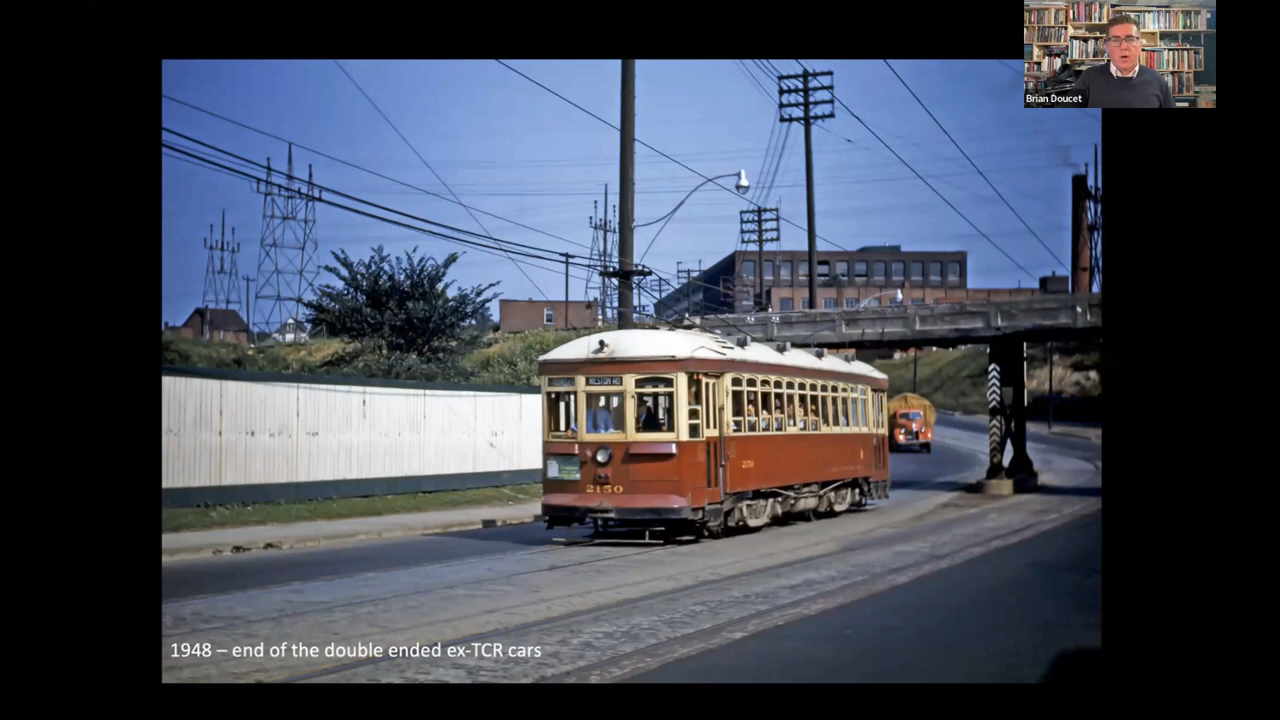 Brian Doucet
WESTON RD
2150
1948 – end of the double ended ex-TCR cars